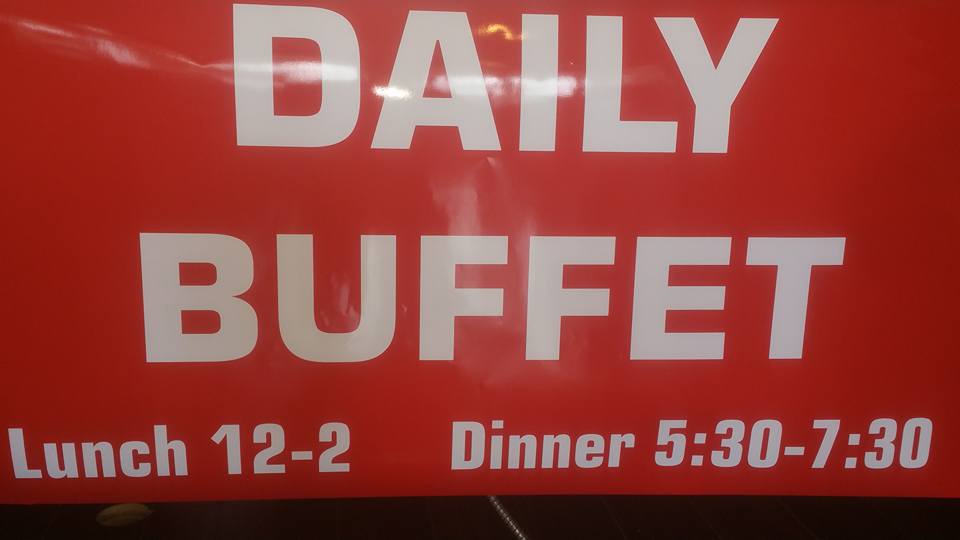 DAILY
BUFFET
Lunch 12-2 Dinner 5:30-7:30